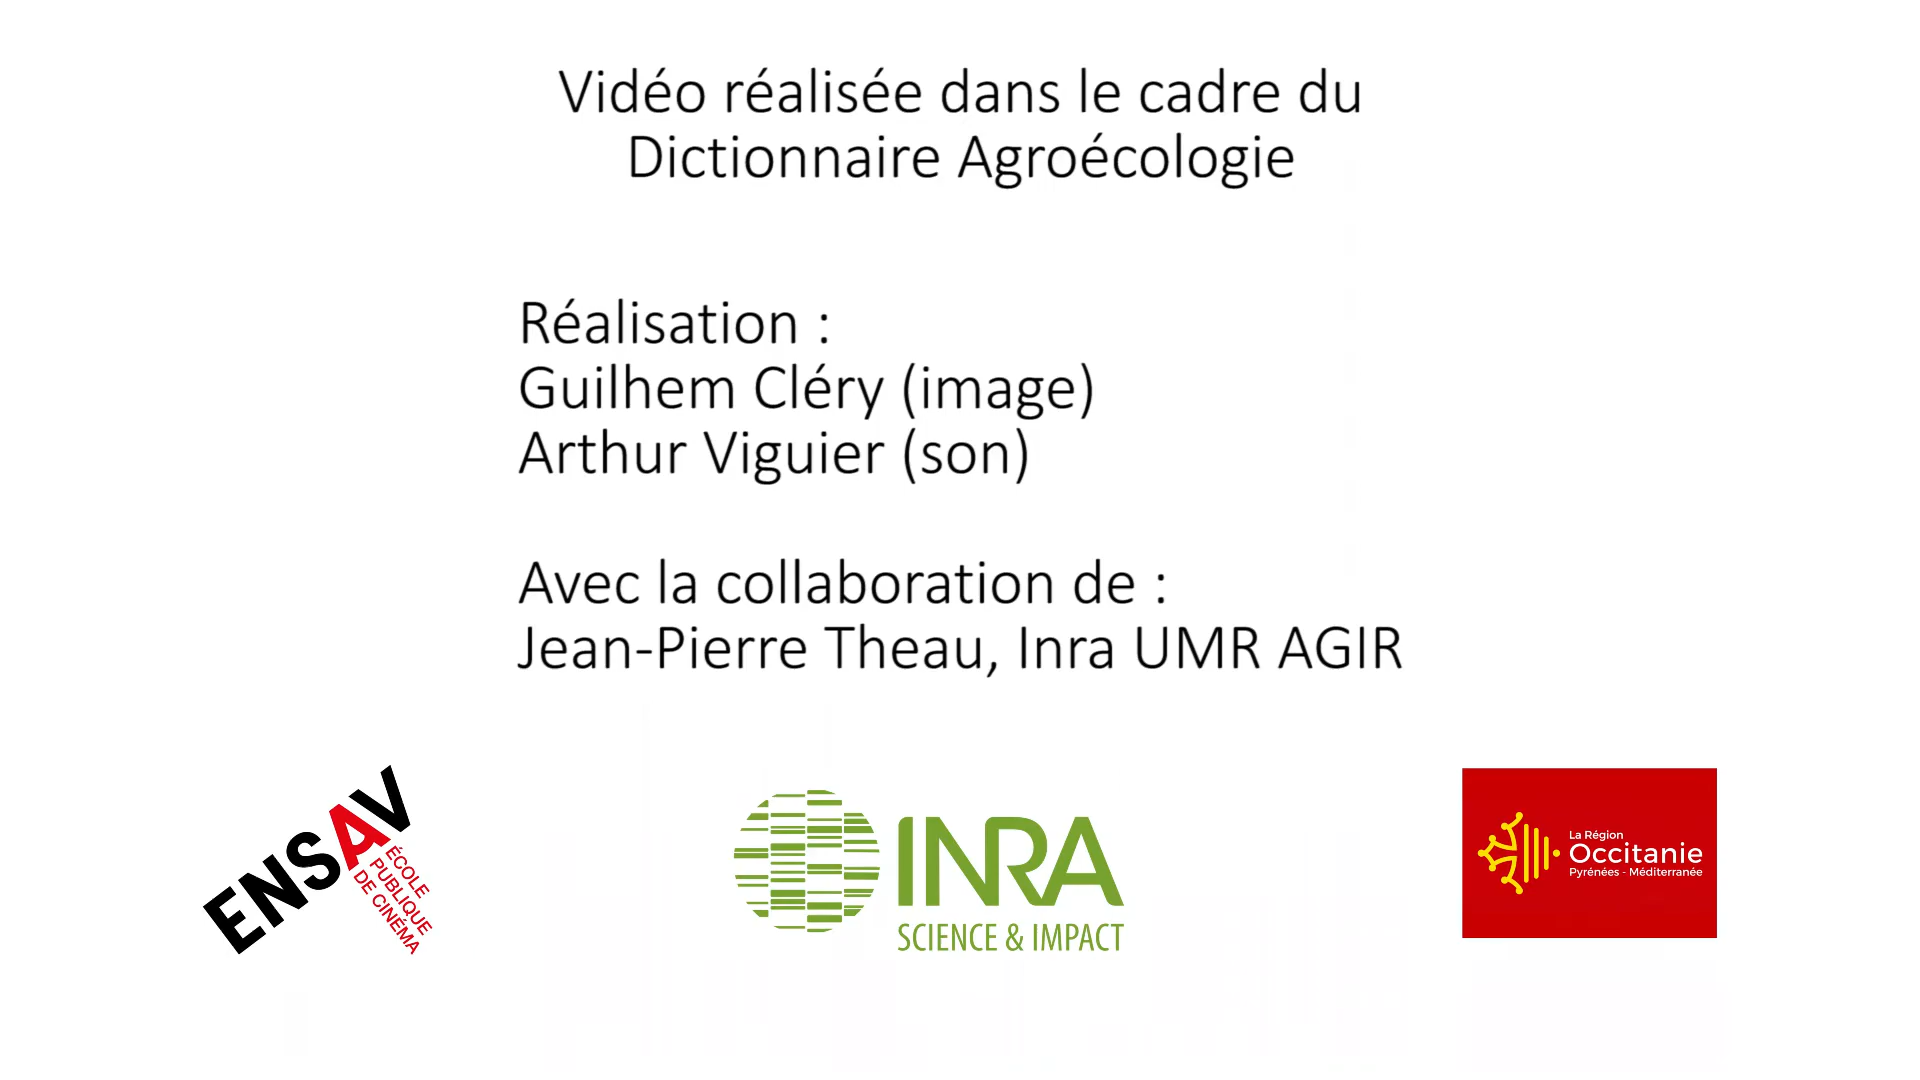 Vidéo réalisée dans le cadre du
Dictionnaire Agroécologie
Réalisation :
Guilhem Cléry (image)
Arthur Viguier (son)
Avec la collaboration de :
Jean-Pierre Theau, Inra UMR AGIR
ENSAV
ÉCOLE
PUBLIQUE
DE CINÉMA
INRA
SCIENCE & IMPACT
La Région
Occitanie
Pyrénées - Méditerranée